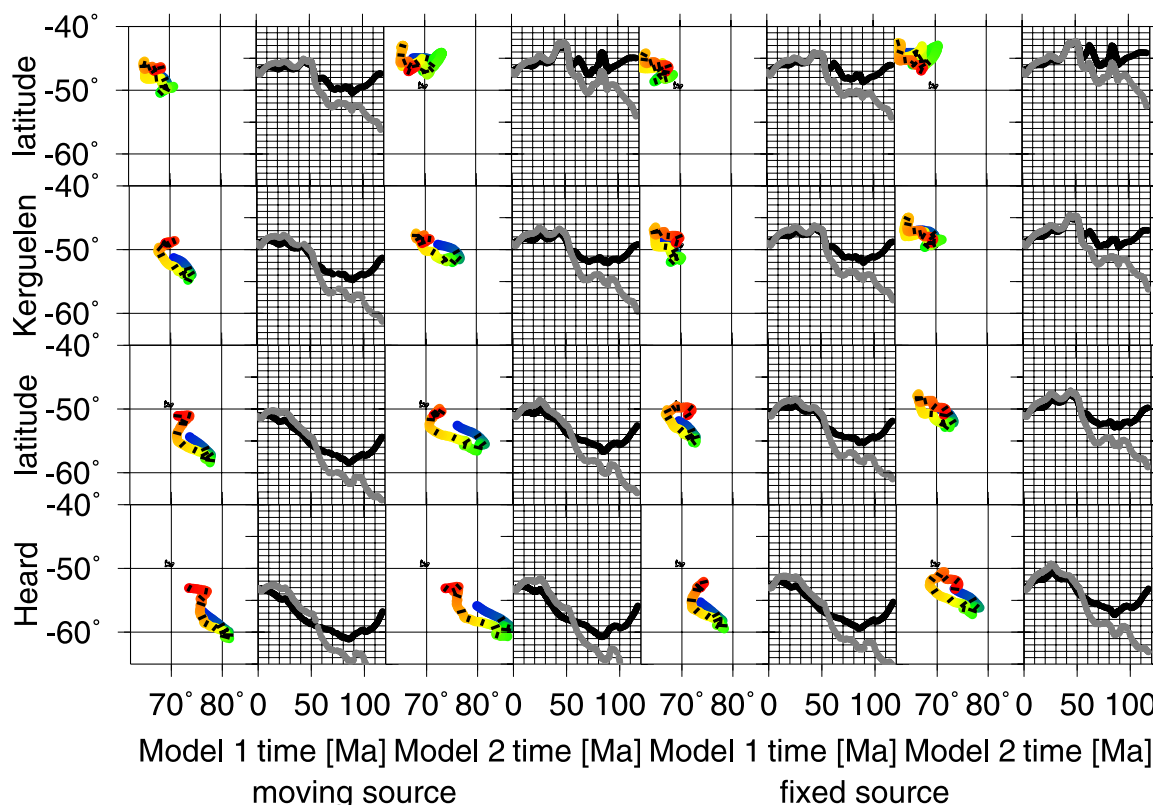 -40˚
latitude
-50˚
-60˚
-40˚
Kerguelen
-50˚
-60˚
-40˚
latitude
-50˚
-60˚
-40˚
Heard
-50˚
-60˚
70˚ 80˚ 0 50 100 70˚ 80˚ 0 50 100 70˚ 80˚ 0 50 100 70˚ 80˚ 0 50 100
Model 1 time [Ma] Model 2 time [Ma] Model 1 time [Ma] Model 2 time [Ma]
moving source fixed source